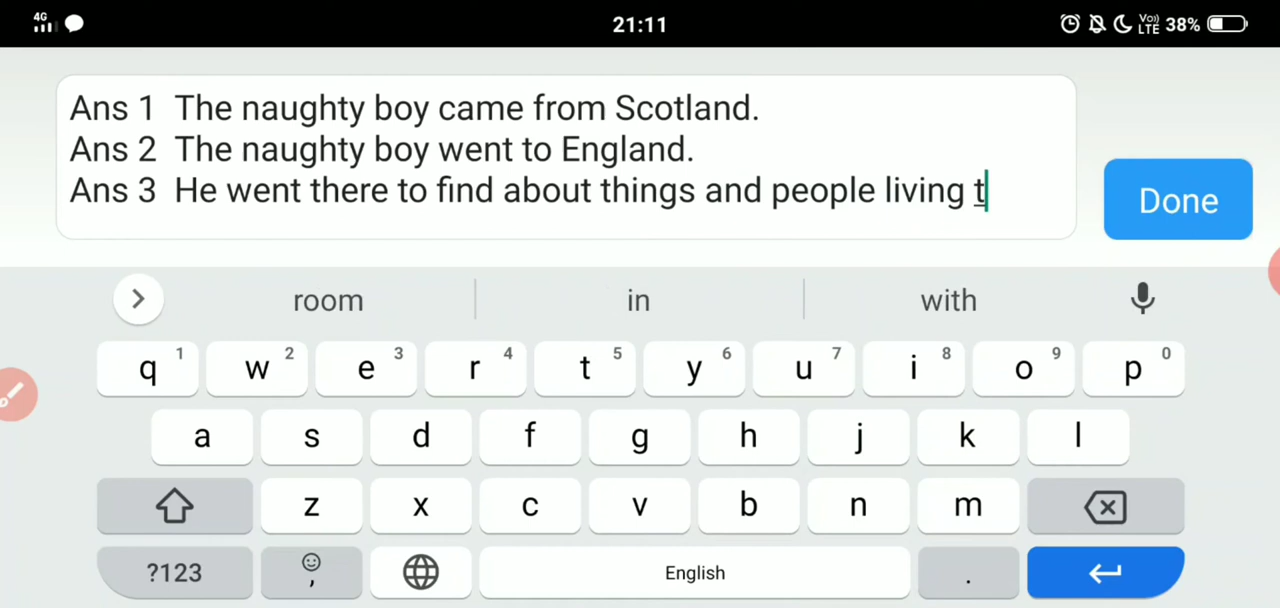 4G 21:11 Vo) LTE 38%
Ans 1 The naughty boy came from Scotland.
Ans 2 The naughty boy went to England.
Ans 3 He went there to find about things and people living t
Done
room in with
q 1 w 2 e 3 r 4 t 5 y 6 u 7 i 8 o 9 p 0
a s d f g h j k l
z x c v b n m
?123 , English .